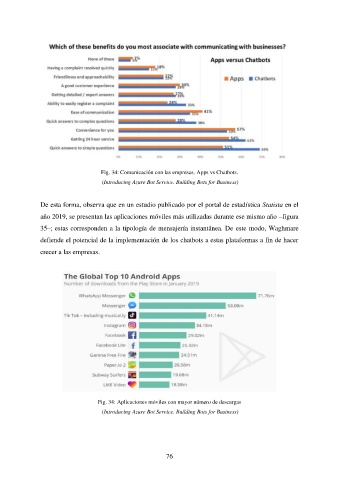 Which of these benefits do you most associate with communicating with businesses?
Apps versus Chatbots
Apps Chatbots
None of these
Having a complaint resolved quickly
Friendliness and approachability
A good customer experience
Getting detailed / expert answers
Ability to easily register a complaint
Ease of communication
Quick answers to complex questions
Convenience for you
Getting 24 hour service
Quick answers to simple questions
Fig. 34: Comunicación con las empresas. Apps vs Chatbots.
(Introducing Azure Bot Service. Building Bots for Business)
De esta forma, observa que en un estudio publicado por el portal de estadística Statista en el
año 2019, se presentan las aplicaciones móviles más utilizadas durante ese mismo año –figura
35–; estas corresponden a la tipología de mensajería instantánea. De este modo, Waghmare
defiende el potencial de la implementación de los chatbots a estas plataformas a fin de hacer
crecer a las empresas.
The Global Top 10 Android Apps
Number of downloads from the Play Store in January 2019
WhatsApp Messenger 71.76m
Messenger 53.08m
Tik Tok – including musical.ly 41.14m
Instagram 34.13m
Facebook 29.02m
Facebook Lite 25.32m
Garena Free Fire 24.51m
Paper.io 2 20.58m
Subway Surfers 19.68m
LIKE Video 18.58m
Fig. 34: Aplicaciones móviles con mayor número de descargas
(Introducing Azure Bot Service. Building Bots for Business)
76